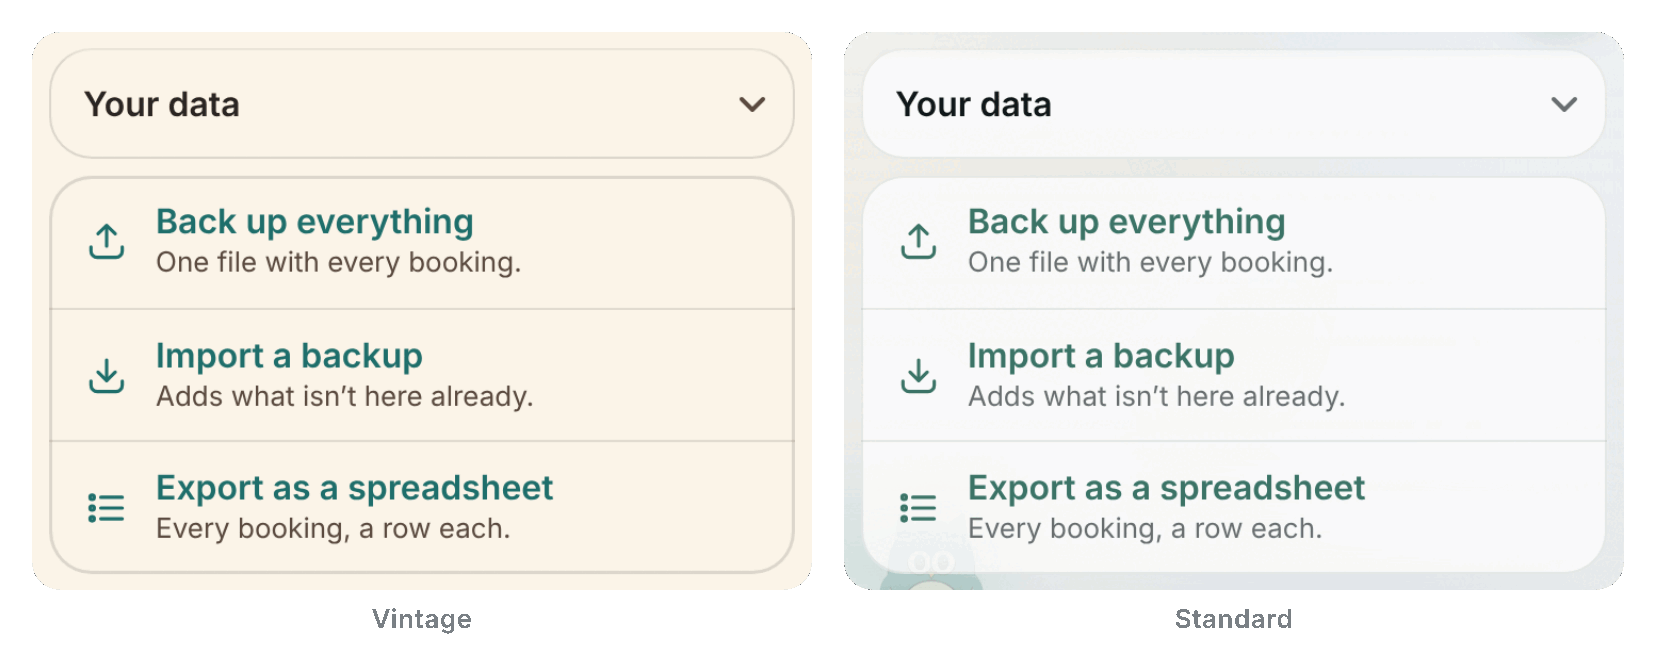 Your data
Back up everything
One file with every booking.
Import a backup
Adds what isn’t here already.
Export as a spreadsheet
Every booking, a row each.
Vintage
Your data
Back up everything
One file with every booking.
Import a backup
Adds what isn’t here already.
Export as a spreadsheet
Every booking, a row each.
Standard